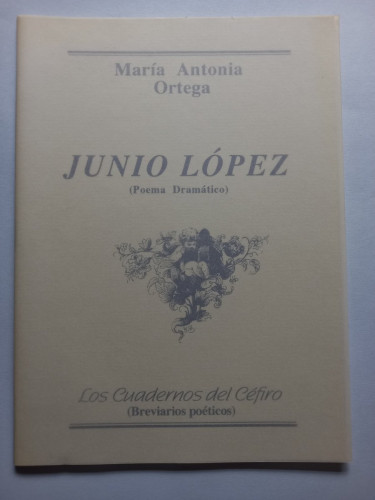 María Antonia
Ortega
JUNIO LÓPEZ
(Poema Dramático)
Los Cuadernos del Céfiro
(Breviarios poéticos)